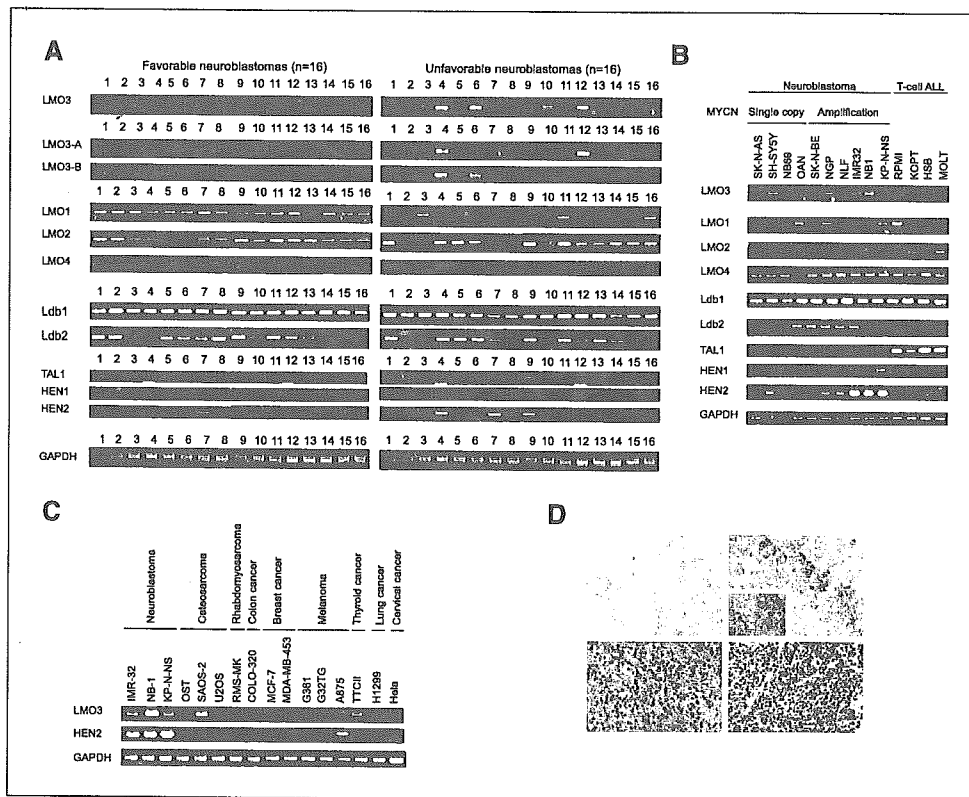 A
Favorable neuroblastomas (n=16)
Unfavorable neuroblastomas (n=16)
1 2 3 4 5 6 7 8 9 10 11 12 13 14 15 16
1 2 3 4 5 6 7 8 9 10 11 12 13 14 15 16
LMO3
1 2 3 4 5 6 7 8 9 10 11 12 13 14 15 16
1 2 3 4 5 6 7 8 9 10 11 12 13 14 15 16
LMO3-A
LMO3-B
1 2 3 4 5 6 7 8 9 10 11 12 13 14 15 16
1 2 3 4 5 6 7 8 9 10 11 12 13 14 15 16
LMO1
LMO2
LMO4
1 2 3 4 5 6 7 8 9 10 11 12 13 14 15 16
1 2 3 4 5 6 7 8 9 10 11 12 13 14 15 16
Ldb1
Ldb2
1 2 3 4 5 6 7 8 9 10 11 12 13 14 15 16
1 2 3 4 5 6 7 8 9 10 11 12 13 14 15 16
TAL1
HEN1
HEN2
1 2 3 4 5 6 7 8 9 10 11 12 13 14 15 16
1 2 3 4 5 6 7 8 9 10 11 12 13 14 15 16
GAPDH
B
Neuroblastoma
T-cell ALL
MYCN
Single copy
Amplification
SK-N-AS
SH-SY5Y
NB69
OAN
SK-N-BE
NGP
NLF
IMR32
NB1
KP-N-NS
RPMI
KOPT
HSB
MOLT
LMO3
LMO1
LMO2
LMO4
Ldb1
Ldb2
TAL1
HEN1
HEN2
GAPDH
C
Neuroblastoma
Osteosarcoma
Rhabdomyosarcoma
Colon cancer
Breast cancer
Melanoma
Thyroid cancer
Lung cancer
Cervical cancer
IMR-32
NB-1
KP-N-NS
OST
SAOS-2
U2OS
RMS-MK
COLO-320
MCF-7
MDA-MB-453
G361
G32TG
A875
TTCII
H1299
Hela
LMO3
HEN2
GAPDH
D